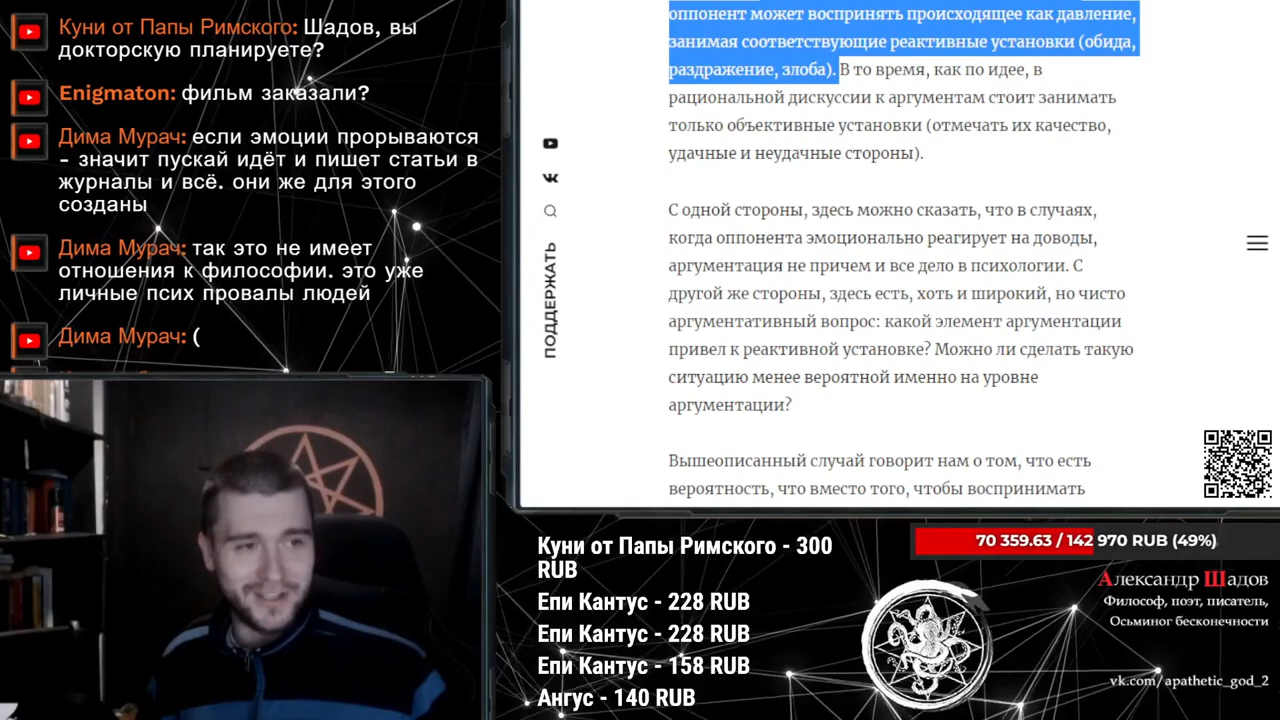 Куни от Папы Римского: Шадов, вы
докторскую планируете?
Enigmaton: фильм заказали?
Дима Мурач: если эмоции прорываются
- значит пускай идёт и пишет статьи в
журналы и всё. они же для этого
созданы
Дима Мурач: так это не имеет
отношения к философии. это уже
личные псих провалы людей
Дима Мурач: (
оппонент может воспринять происходящее как давление,
занимая соответствующие реактивные установки (обида,
раздражение, злоба). В то время, как по идее, в
рациональной дискуссии к аргументам стоит занимать
только объективные установки (отмечать их качество,
удачные и неудачные стороны).
С одной стороны, здесь можно сказать, что в случаях,
когда оппонента эмоционально реагирует на доводы,
аргументация не причем и все дело в психологии. С
другой же стороны, здесь есть, хоть и широкий, но чисто
аргументативный вопрос: какой элемент аргументации
привел к реактивной установке? Можно ли сделать такую
ситуацию менее вероятной именно на уровне
аргументации?
Вышеописанный случай говорит нам о том, что есть
вероятность, что вместо того, чтобы воспринимать
ПОДДЕРЖАТЬ
Куни от Папы Римского - 300
RUB
Епи Кантус - 228 RUB
Епи Кантус - 228 RUB
Епи Кантус - 158 RUB
Ангус - 140 RUB
70 359.63 / 142 970 RUB (49%)
Александр Шадов
Философ, поэт, писатель,
Осьминог бесконечности
vk.com/apathetic_god_2